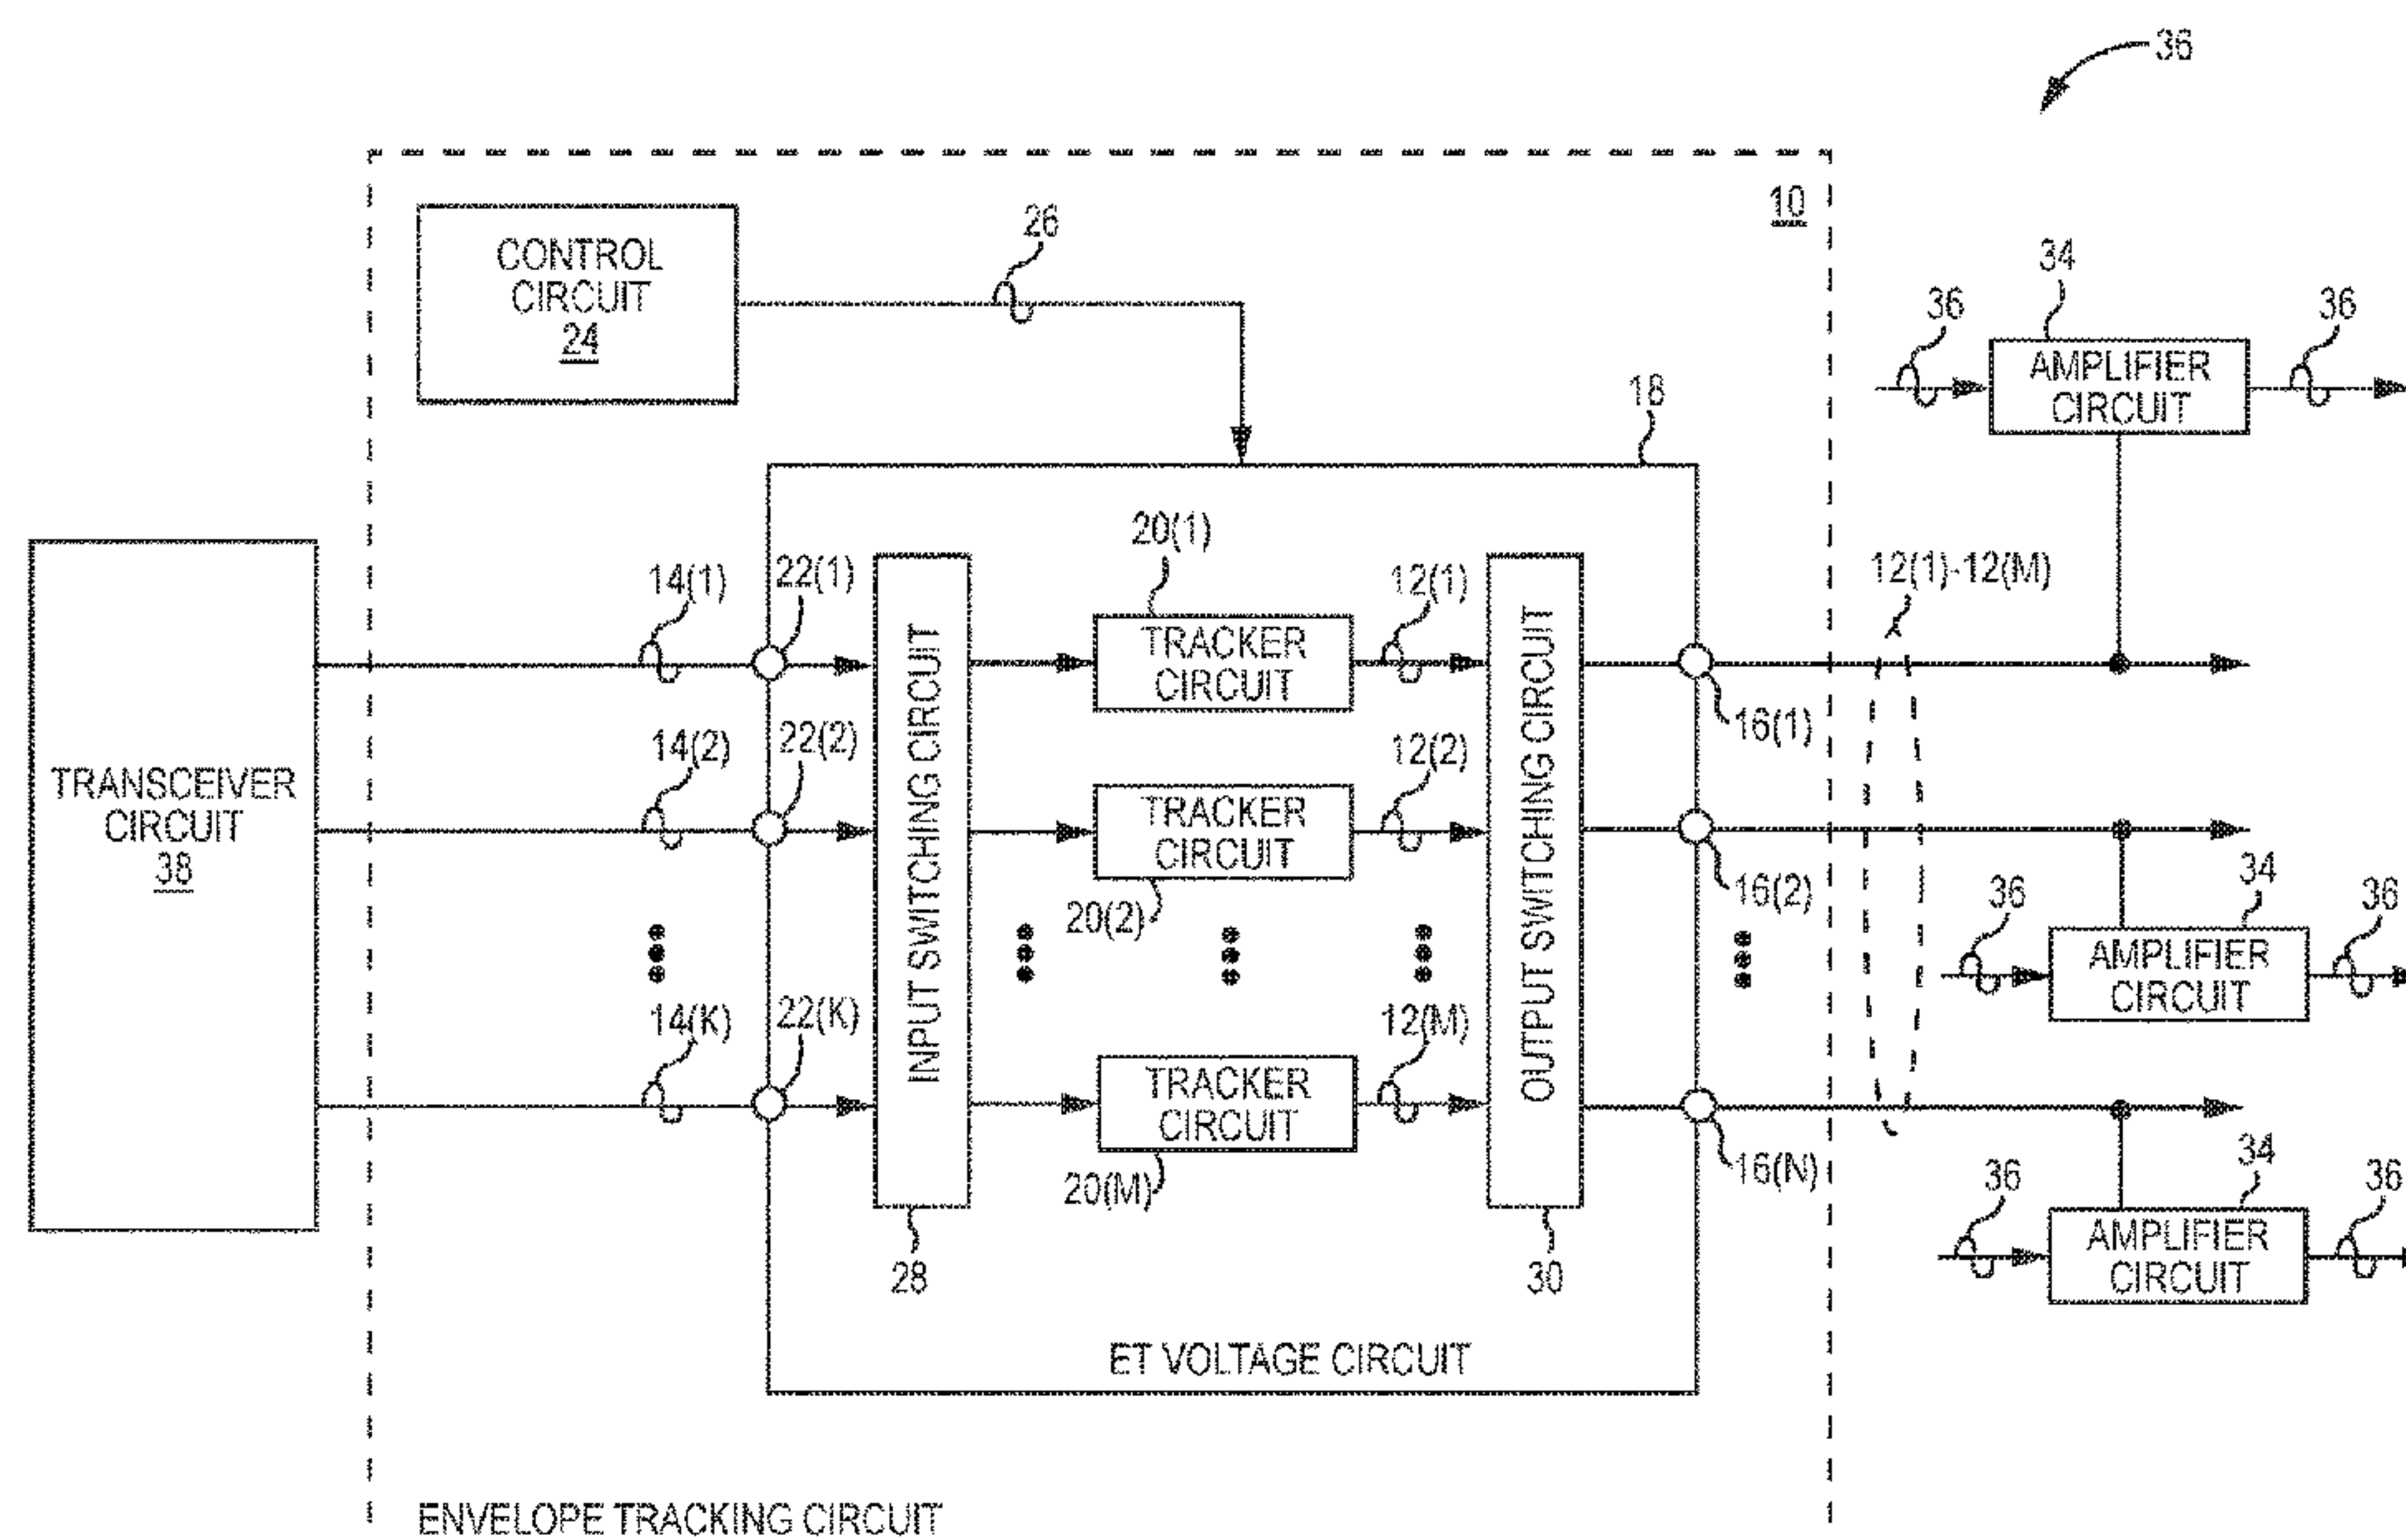 36
10
CONTROL
CIRCUIT
24
26
34
36
36
AMPLIFIER
CIRCUIT
18
20(1)
14(1)
22(1)
12(1)
12(1)-12(M)
TRACKER
CIRCUIT
16(1)
14(2)
22(2)
12(2)
TRANSCEIVER
CIRCUIT
38
INPUT SWITCHING CIRCUIT
TRACKER
CIRCUIT
OUTPUT SWITCHING CIRCUIT
16(2)
20(2)
34
36
36
AMPLIFIER
CIRCUIT
14(K)
22(K)
12(M)
TRACKER
CIRCUIT
20(M)
16(N)
34
36
36
AMPLIFIER
CIRCUIT
28
30
ET VOLTAGE CIRCUIT
ENVELOPE TRACKING CIRCUIT